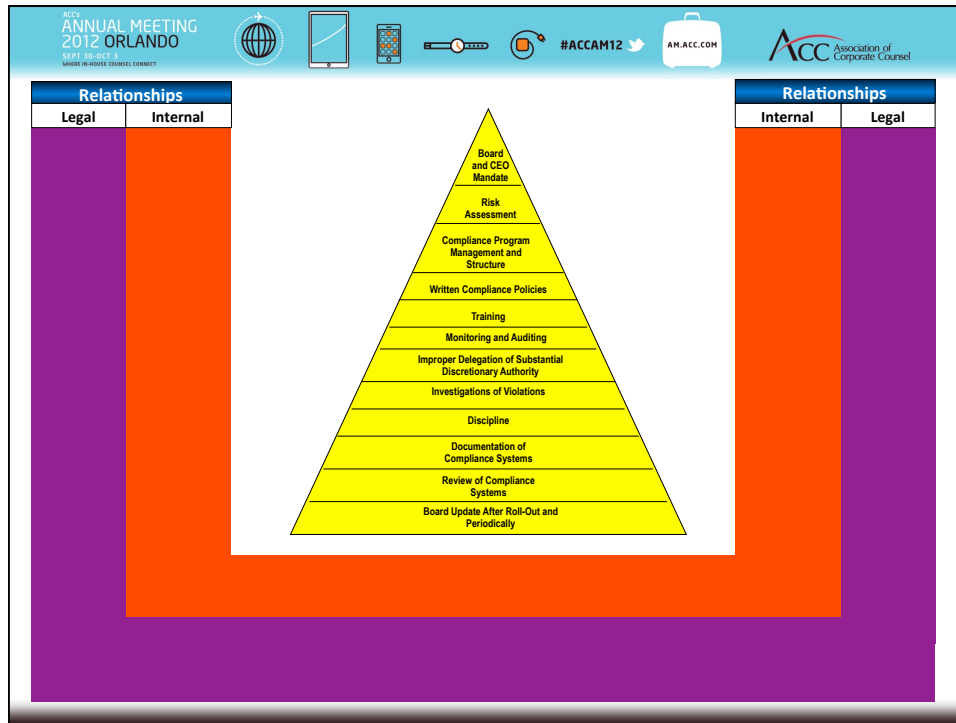 ACC's
ANNUAL MEETING
2012 ORLANDO
SEPT 30-OCT 3
WHERE IN-HOUSE COUNSEL CONNECT
#ACCAM12
AM.ACC.COM
ACC Association of
Corporate Counsel
Relationships
Legal Internal
Relationships
Internal Legal
Board
and CEO
Mandate
Risk
Assessment
Compliance Program
Management and
Structure
Written Compliance Policies
Training
Monitoring and Auditing
Improper Delegation of Substantial
Discretionary Authority
Investigations of Violations
Discipline
Documentation of
Compliance Systems
Review of Compliance
Systems
Board Update After Roll-Out and
Periodically